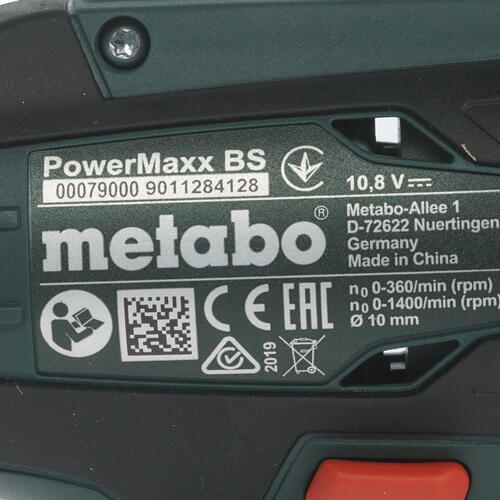 PowerMaxx BS
00079000 9011284128
10,8 V⎓
metabo®
Metabo-Allee 1
D-72622 Nuertingen
Germany
Made in China
n₀ 0-360/min (rpm)
n₀ 0-1400/min (rpm)
Ø 10 mm
CE EAC
2019